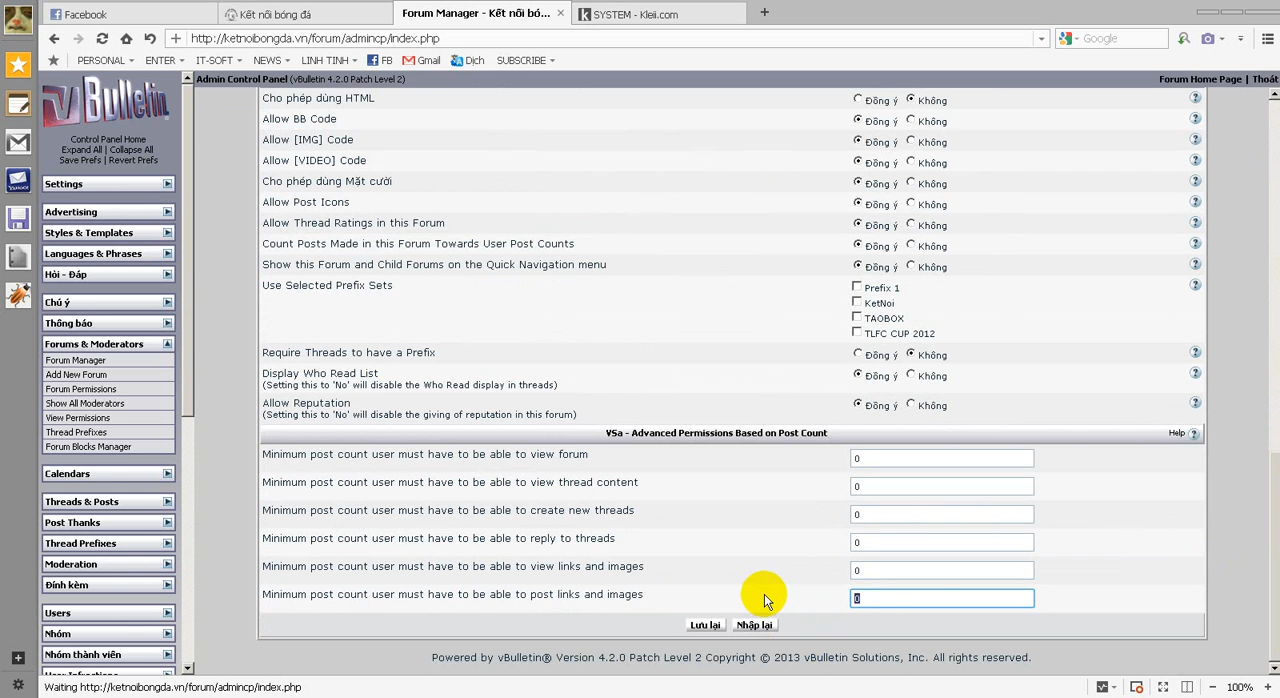 Facebook
Kết nối bóng đá
Forum Manager - Kết nối bó...
SYSTEM - Kleii.com
http://ketnoibongda.vn/forum/admincp/index.php
Google
PERSONAL
ENTER
IT-SOFT
NEWS
LINH TINH
FB
Gmail
Dịch
SUBSCRIBE
Admin Control Panel (vBulletin 4.2.0 Patch Level 2)
Forum Home Page | Thoát
vBulletin
Control Panel Home
Expand All | Collapse All
Save Prefs | Revert Prefs
Settings
Advertising
Styles & Templates
Languages & Phrases
Hỏi - Đáp
Chú ý
Thông báo
Forums & Moderators
Forum Manager
Add New Forum
Forum Permissions
Show All Moderators
View Permissions
Thread Prefixes
Forum Blocks Manager
Calendars
Threads & Posts
Post Thanks
Thread Prefixes
Moderation
Đính kèm
Users
Nhóm
Nhóm thành viên
Cho phép dùng HTML
Đồng ý Không
Allow BB Code
Đồng ý Không
Allow [IMG] Code
Đồng ý Không
Allow [VIDEO] Code
Đồng ý Không
Cho phép dùng Mặt cười
Đồng ý Không
Allow Post Icons
Đồng ý Không
Allow Thread Ratings in this Forum
Đồng ý Không
Count Posts Made in this Forum Towards User Post Counts
Đồng ý Không
Show this Forum and Child Forums on the Quick Navigation menu
Đồng ý Không
Use Selected Prefix Sets
Prefix 1
KetNoi
TAOBOX
TLFC CUP 2012
Require Threads to have a Prefix
Đồng ý Không
Display Who Read List
(Setting this to 'No' will disable the Who Read display in threads)
Đồng ý Không
Allow Reputation
(Setting this to 'No' will disable the giving of reputation in this forum)
Đồng ý Không
VSa - Advanced Permissions Based on Post Count
Help
Minimum post count user must have to be able to view forum
0
Minimum post count user must have to be able to view thread content
0
Minimum post count user must have to be able to create new threads
0
Minimum post count user must have to be able to reply to threads
0
Minimum post count user must have to be able to view links and images
0
Minimum post count user must have to be able to post links and images
0
Lưu lại
Nhập lại
Powered by vBulletin® Version 4.2.0 Patch Level 2 Copyright © 2013 vBulletin Solutions, Inc. All rights reserved.
Waiting http://ketnoibongda.vn/forum/admincp/index.php
100%